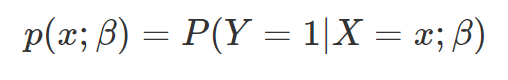 p(x; β) = P(Y = 1|X = x; β)